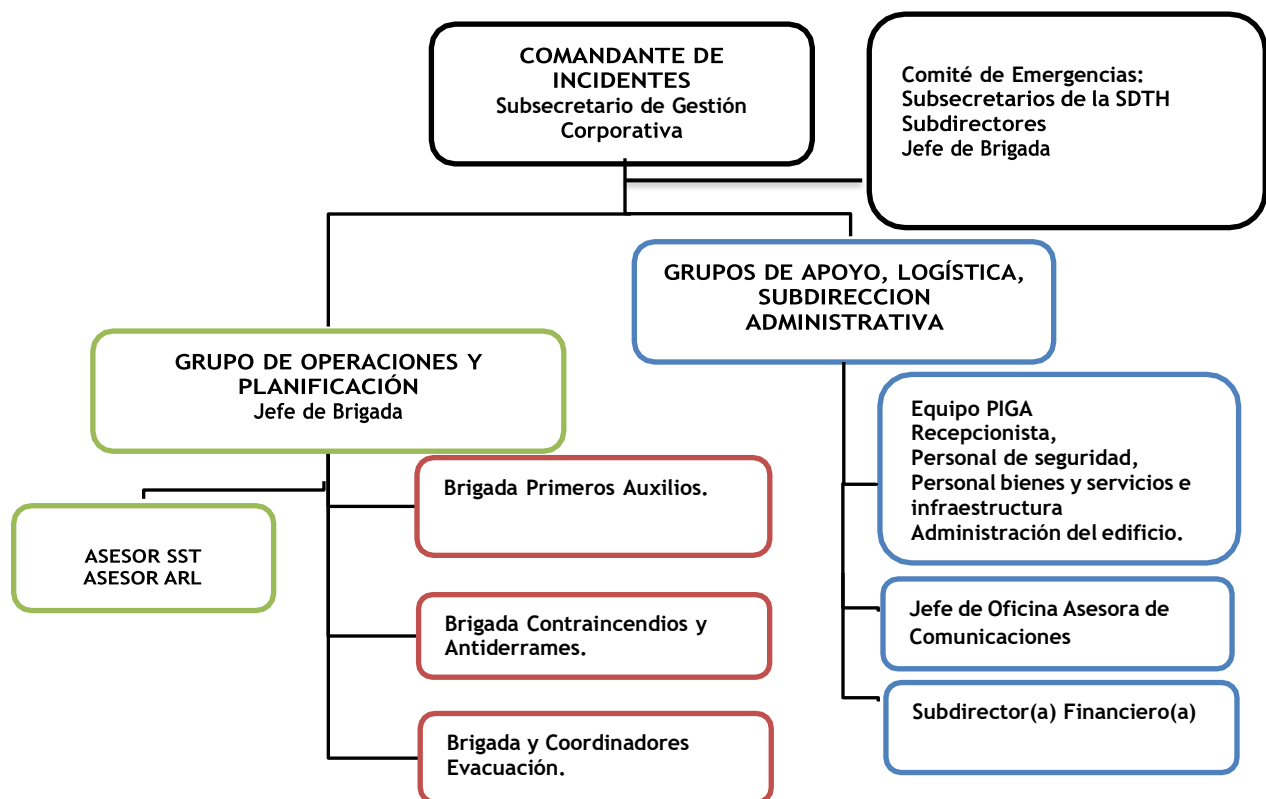 COMANDANTE DE
INCIDENTES
Subsecretario de Gestión
Corporativa
Comité de Emergencias:
Subsecretarios de la SDTH
Subdirectores
Jefe de Brigada
GRUPOS DE APOYO, LOGÍSTICA,
SUBDIRECCION
ADMINISTRATIVA
GRUPO DE OPERACIONES Y
PLANIFICACIÓN
Jefe de Brigada
Equipo PIGA
Recepcionista,
Personal de seguridad,
Personal bienes y servicios e
infraestructura
Administración del edificio.
Brigada Primeros Auxilios.
ASESOR SST
ASESOR ARL
Brigada Contraincendios y
Antiderrames.
Jefe de Oficina Asesora de
Comunicaciones
Subdirector(a) Financiero(a)
Brigada y Coordinadores
Evacuación.